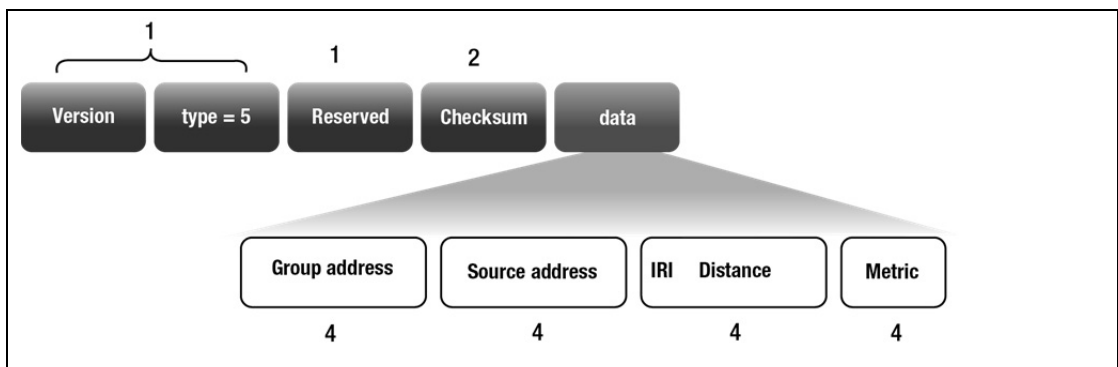 1
1
2
Version
type = 5
Reserved
Checksum
data
Group address
Source address
IRI Distance
Metric
4
4
4
4